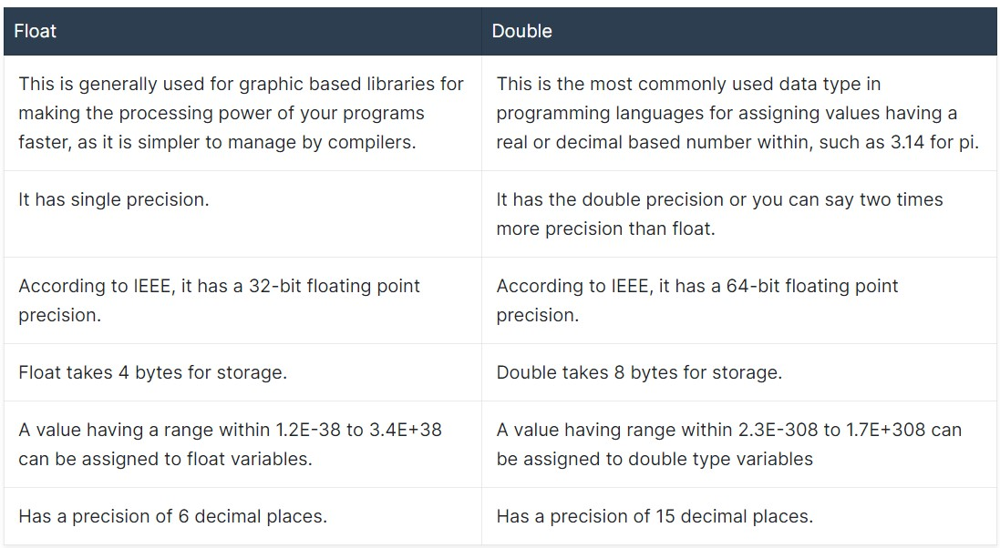 Float
Double
This is generally used for graphic based libraries for
making the processing power of your programs
faster, as it is simpler to manage by compilers.
This is the most commonly used data type in
programming languages for assigning values having a
real or decimal based number within, such as 3.14 for pi.
It has single precision.
It has the double precision or you can say two times
more precision than float.
According to IEEE, it has a 32-bit floating point
precision.
According to IEEE, it has a 64-bit floating point
precision.
Float takes 4 bytes for storage.
Double takes 8 bytes for storage.
A value having a range within 1.2E-38 to 3.4E+38
can be assigned to float variables.
A value having range within 2.3E-308 to 1.7E+308 can
be assigned to double type variables
Has a precision of 6 decimal places.
Has a precision of 15 decimal places.